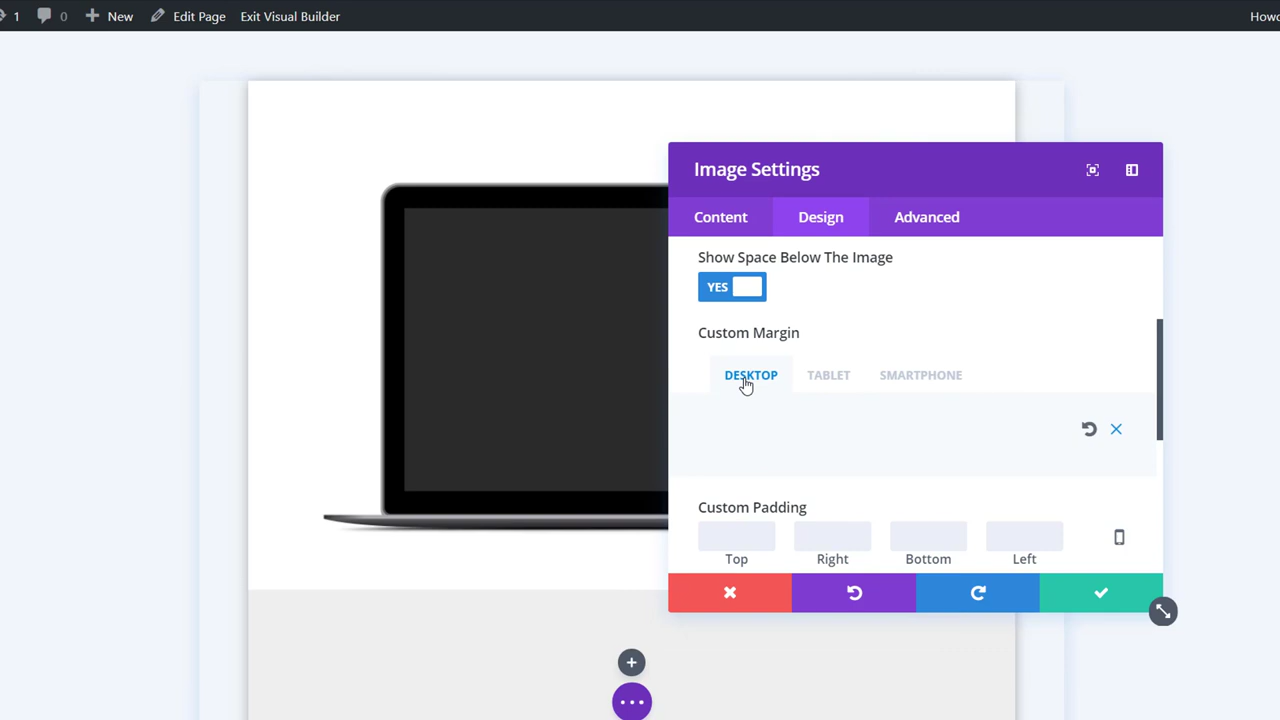 1 0 New Edit Page Exit Visual Builder Howd
Image Settings
Content Design Advanced
Show Space Below The Image
YES
Custom Margin
DESKTOP TABLET SMARTPHONE
Custom Padding
Top Right Bottom Left